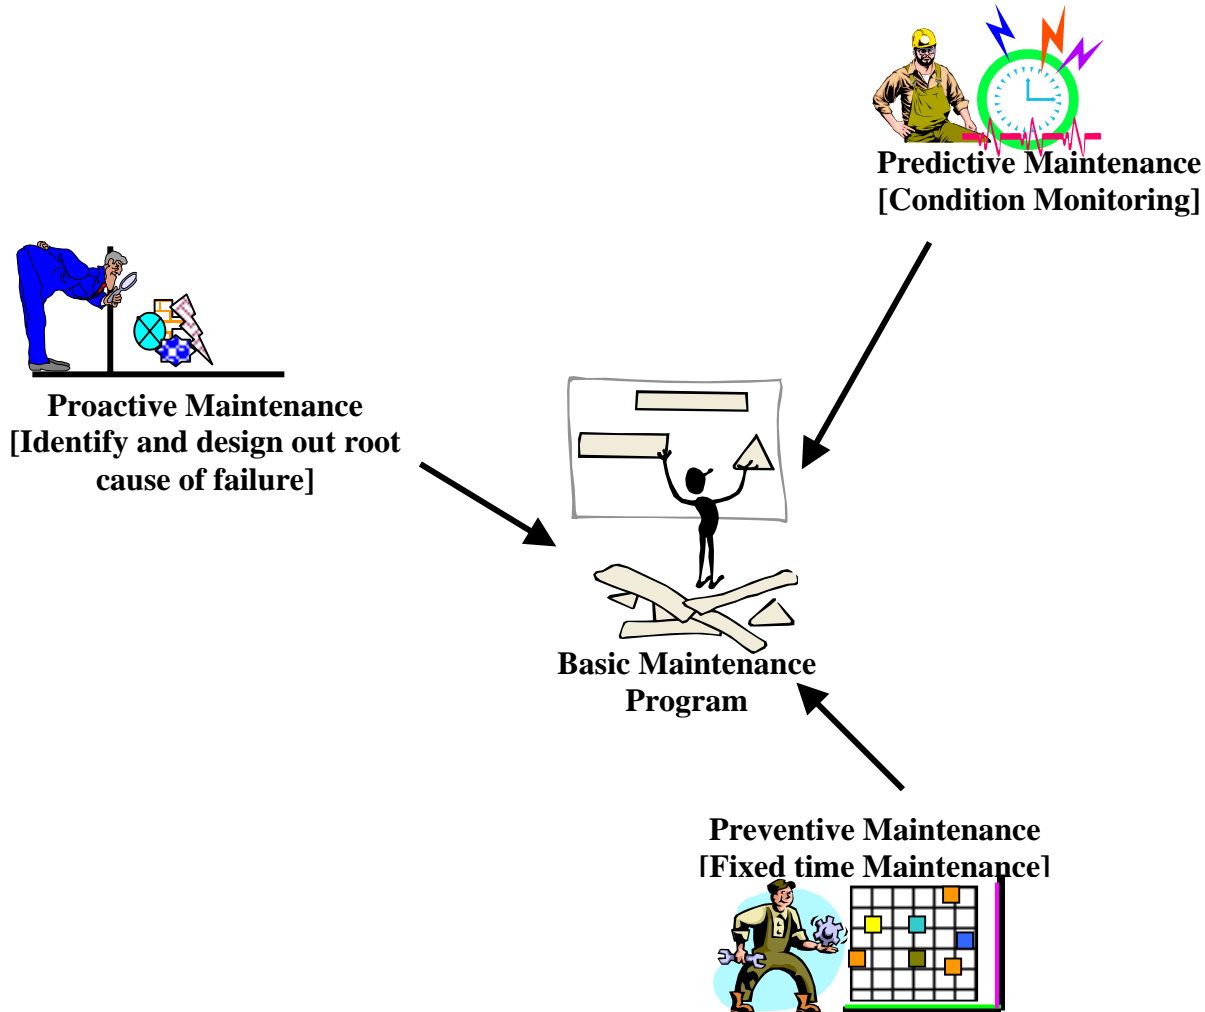 Predictive Maintenance
[Condition Monitoring]
Proactive Maintenance
[Identify and design out root
cause of failure]
Basic Maintenance
Program
Preventive Maintenance
[Fixed time Maintenance]